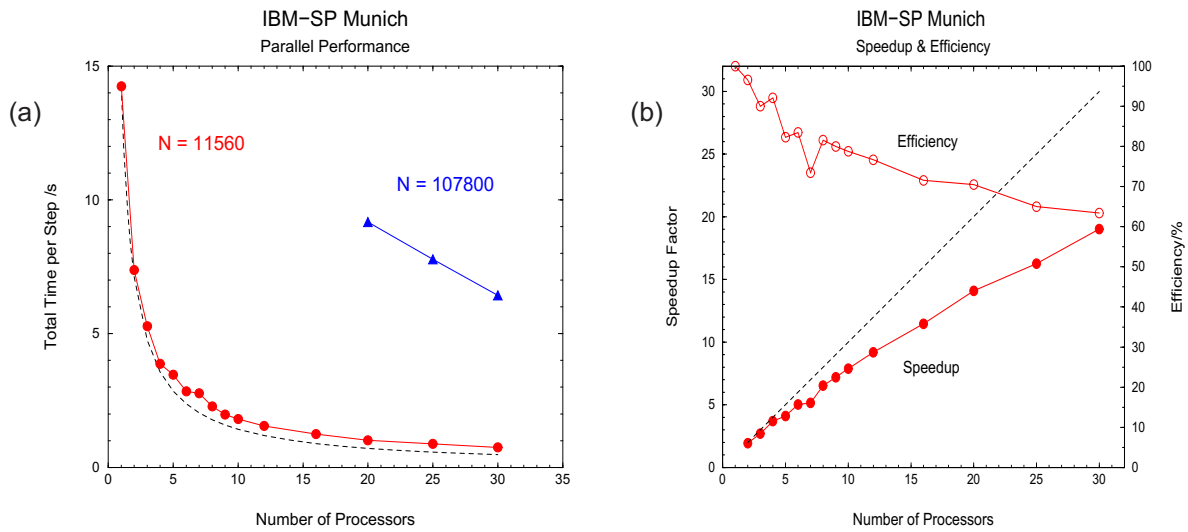 IBM−SP Munich
Parallel Performance
(a)
15
10
5
0
Total Time per Step /s
N = 11560
N = 107800
0 5 10 15 20 25 30 35
Number of Processors
IBM−SP Munich
Speedup & Efficiency
(b)
30
25
20
15
10
5
0
Speedup Factor
Efficiency
Speedup
100
90
80
70
60
50
40
30
20
10
0
Efficiency/%
0 5 10 15 20 25 30
Number of Processors